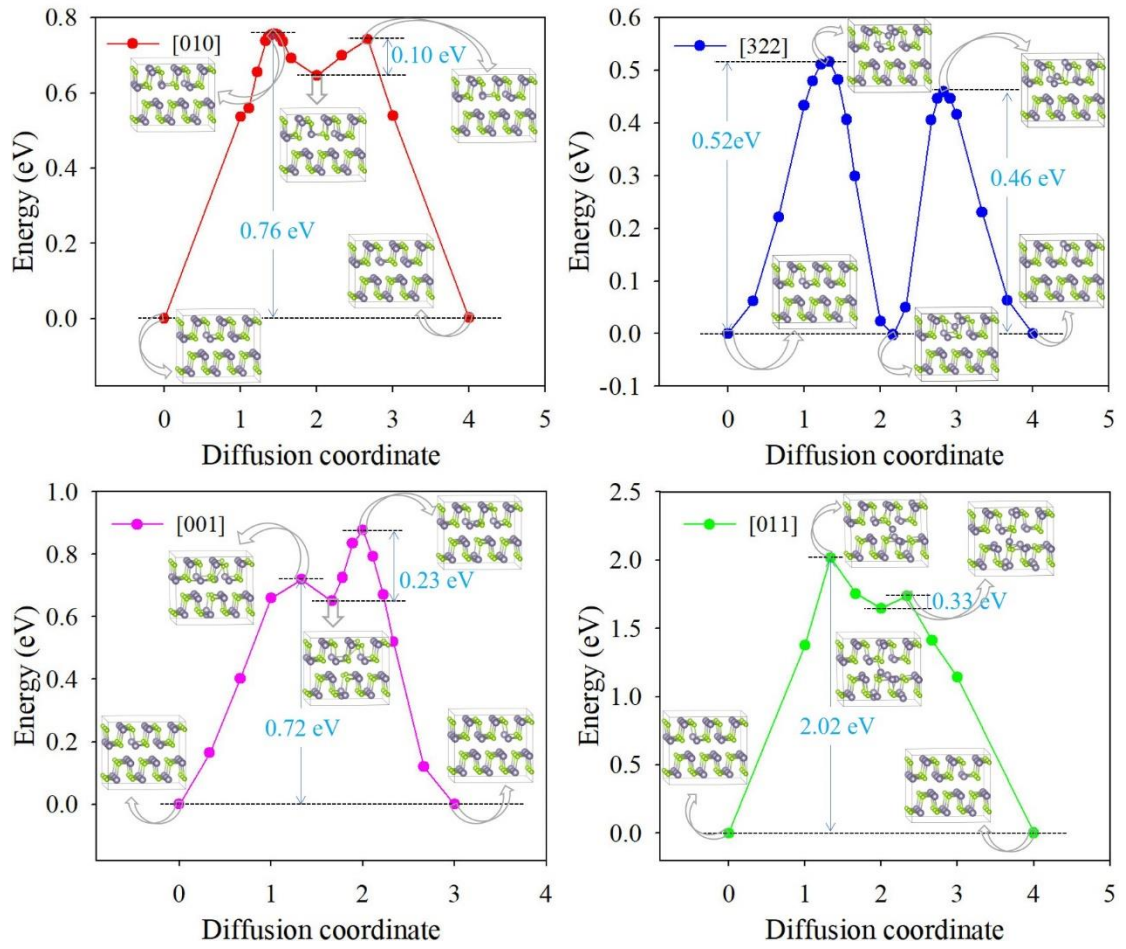 0.8
0.6
0.4
0.2
0.0
Energy (eV)
[010]
0.10 eV
0.76 eV
0 1 2 3 4 5
Diffusion coordinate
0.6
0.5
0.4
0.3
0.2
0.1
0.0
-0.1
Energy (eV)
[322]
0.52eV
0.46 eV
0 1 2 3 4 5
Diffusion coordinate
1.0
0.8
0.6
0.4
0.2
0.0
Energy (eV)
[001]
0.23 eV
0.72 eV
0 1 2 3 4
Diffusion coordinate
2.5
2.0
1.5
1.0
0.5
0.0
Energy (eV)
[011]
0.33 eV
2.02 eV
0 1 2 3 4 5
Diffusion coordinate